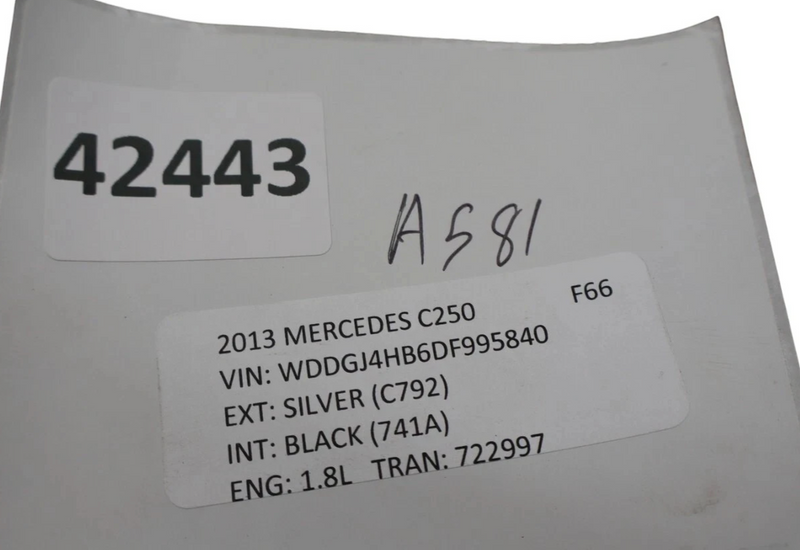 42443
A581
2013 MERCEDES C250 F66
VIN: WDDGJ4HB6DF995840
EXT: SILVER (C792)
INT: BLACK (741A)
ENG: 1.8L TRAN: 722997